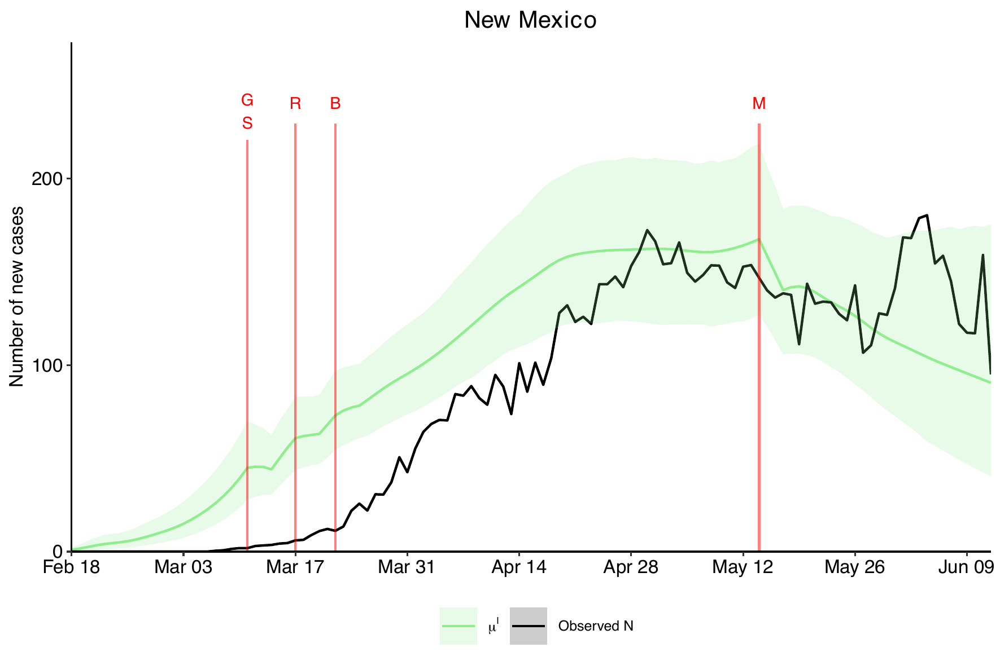 New Mexico
Number of new cases
200
100
0
G
S
R
B
M
Feb 18
Mar 03
Mar 17
Mar 31
Apr 14
Apr 28
May 12
May 26
Jun 09
μ^I
Observed N